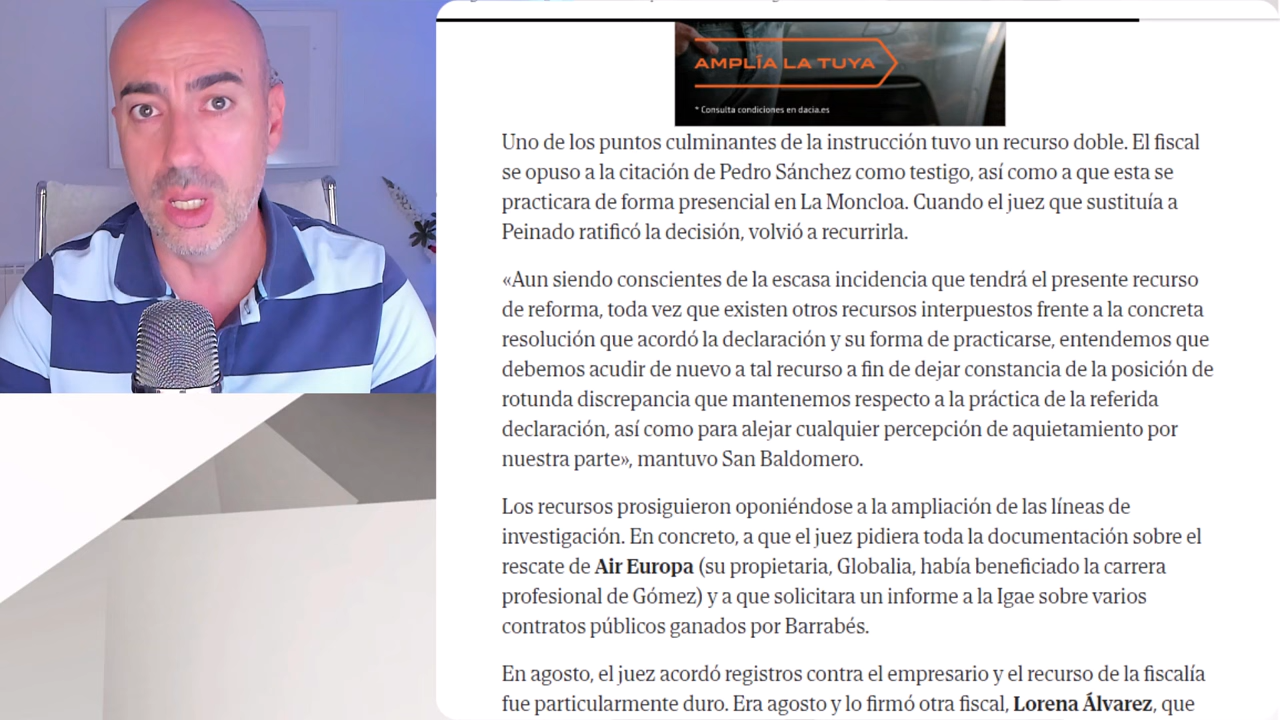 AMPLÍA LA TUYA
* Consulta condiciones en dacia.es
Uno de los puntos culminantes de la instrucción tuvo un recurso doble. El fiscal
se opuso a la citación de Pedro Sánchez como testigo, así como a que esta se
practicara de forma presencial en La Moncloa. Cuando el juez que sustituía a
Peinado ratificó la decisión, volvió a recurrirla.
«Aun siendo conscientes de la escasa incidencia que tendrá el presente recurso
de reforma, toda vez que existen otros recursos interpuestos frente a la concreta
resolución que acordó la declaración y su forma de practicarse, entendemos que
debemos acudir de nuevo a tal recurso a fin de dejar constancia de la posición de
rotunda discrepancia que mantenemos respecto a la práctica de la referida
declaración, así como para alejar cualquier percepción de aquietamiento por
nuestra parte», mantuvo San Baldomero.
Los recursos prosiguieron oponiéndose a la ampliación de las líneas de
investigación. En concreto, a que el juez pidiera toda la documentación sobre el
rescate de Air Europa (su propietaria, Globalia, había beneficiado la carrera
profesional de Gómez) y a que solicitara un informe a la Igae sobre varios
contratos públicos ganados por Barrabés.
En agosto, el juez acordó registros contra el empresario y el recurso de la fiscalía
fue particularmente duro. Era agosto y lo firmó otra fiscal, Lorena Álvarez, que